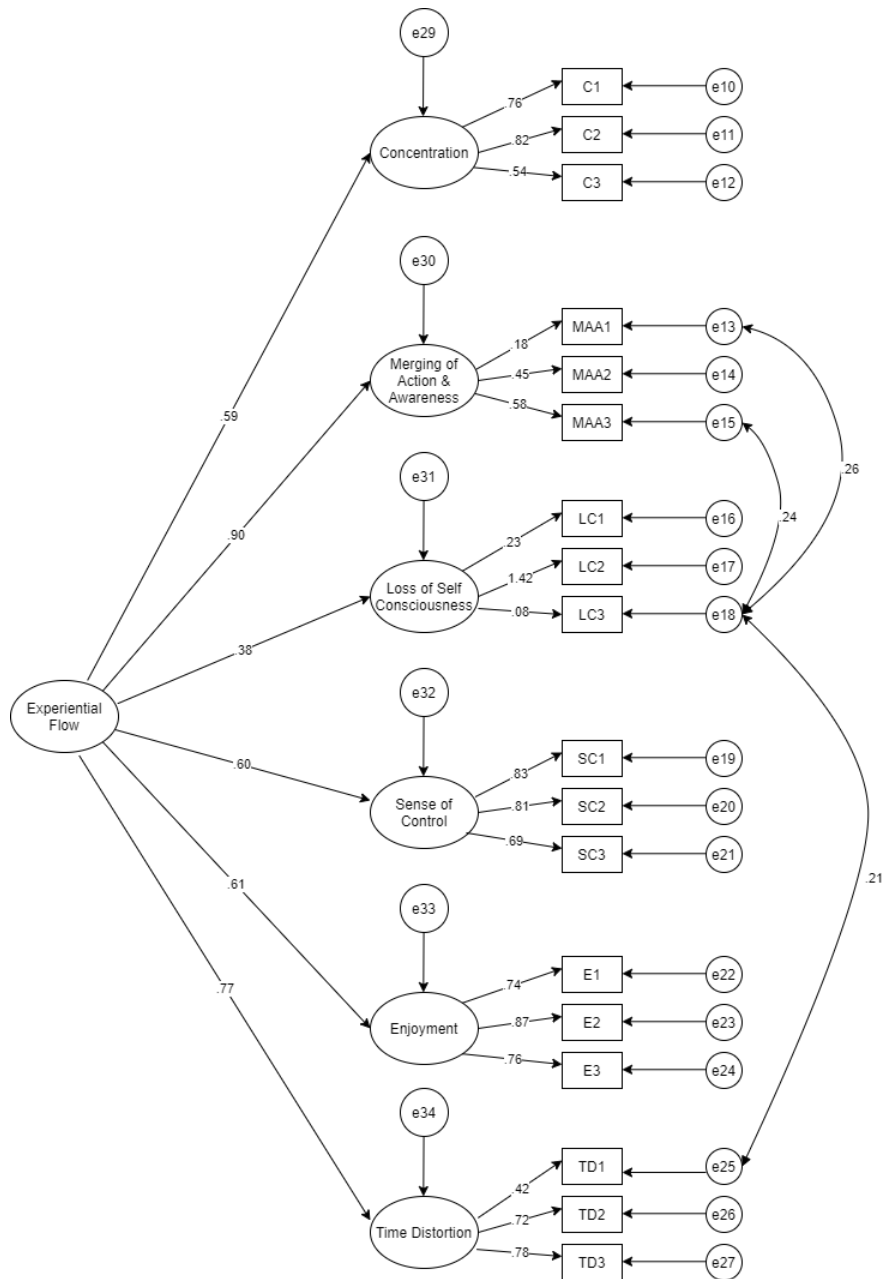 e29
C1
e10
.76
C2
e11
.82
Concentration
.54
C3
e12
e30
MAA1
e13
.18
Merging of
Action &
Awareness
.45
MAA2
e14
.58
MAA3
e15
.59
.26
e31
.24
LC1
e16
.23
.90
1.42
LC2
e17
Loss of Self
Consciousness
.08
LC3
e18
.38
e32
Experiential
Flow
.60
SC1
e19
.83
Sense of
Control
.81
SC2
e20
.69
SC3
e21
.61
.21
e33
E1
e22
.74
.77
Enjoyment
.87
E2
e23
.76
E3
e24
e34
TD1
e25
.42
Time Distortion
.72
TD2
e26
.78
TD3
e27